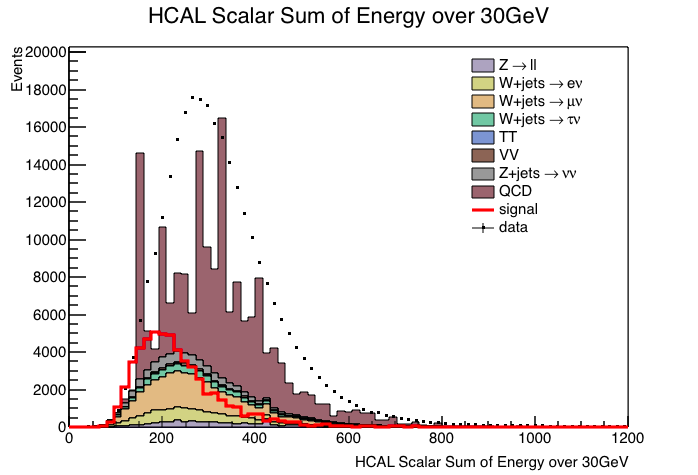 HCAL Scalar Sum of Energy over 30GeV
Events
20000
18000
16000
14000
12000
10000
8000
6000
4000
2000
0
Z → ll
W+jets → eν
W+jets → μν
W+jets → τν
TT
VV
Z+jets → νν
QCD
signal
data
0 200 400 600 800 1000 1200
HCAL Scalar Sum of Energy over 30GeV